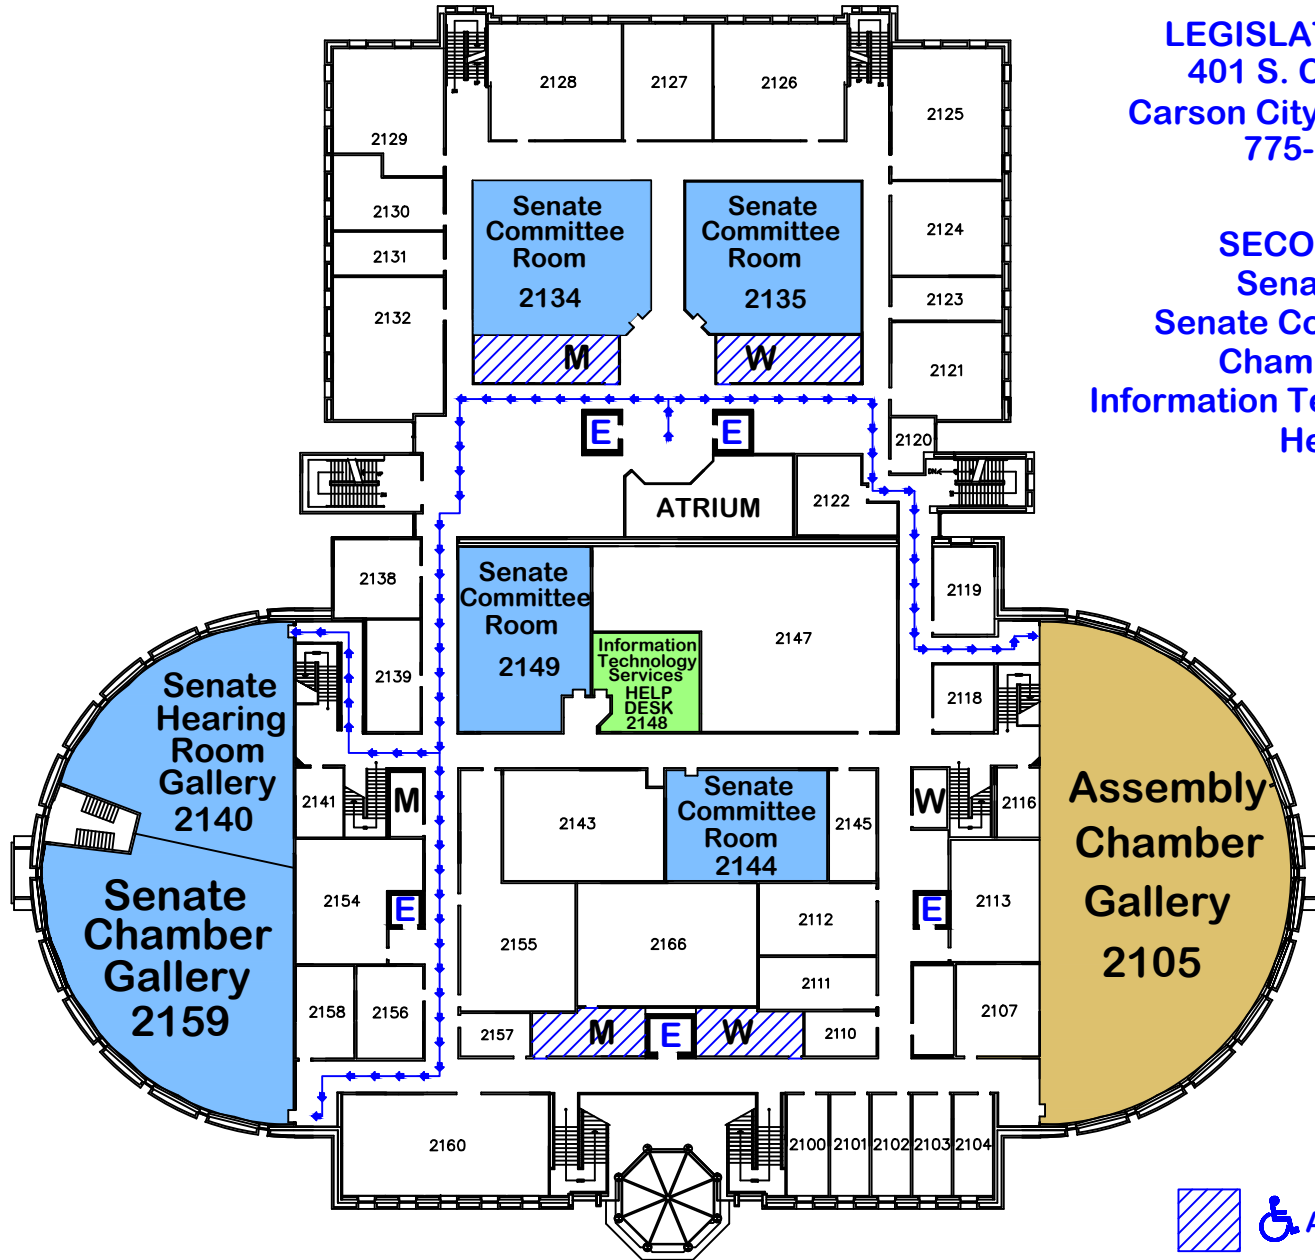 LEGISLAT
401 S. C
Carson City
775-
SECO
Sena
Senate Co
Cham
Information Te
He
2128
2127
2126
2125
2129
2130
2131
2132
Senate
Committee
Room
2134
Senate
Committee
Room
2135
2124
2123
2121
2120
M
W
E
E
ATRIUM
2122
DN
2138
2139
Senate
Committee
Room
2149
Information
Technology
Services
HELP
DESK
2148
2147
2119
2118
Senate
Hearing
Room
Gallery
2140
2141
M
2143
Senate
Committee
Room
2144
2145
W
2116
Assembly
Chamber
Gallery
2105
Senate
Chamber
Gallery
2159
2154
E
2155
2166
2112
2111
E
2113
2158
2156
2157
M
E
W
2110
2107
2160
2100
2101
2102
2103
2104
A